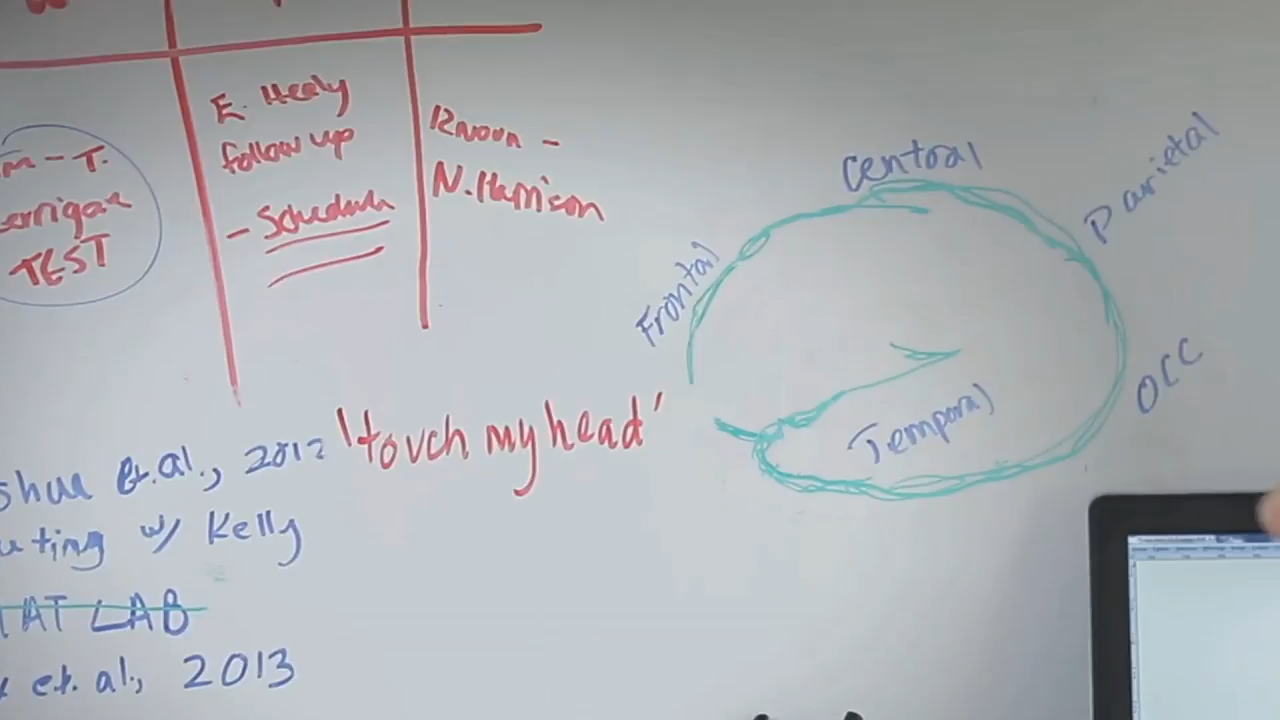 E. Healy
follow up
- Schedule
12noon -
N. Harrison
m - T.
TEST
Central
Parietal
Frontal
OCC
Temporal
'touch my head'
et.al., 2012
w/ Kelly
LAB
et. al., 2013